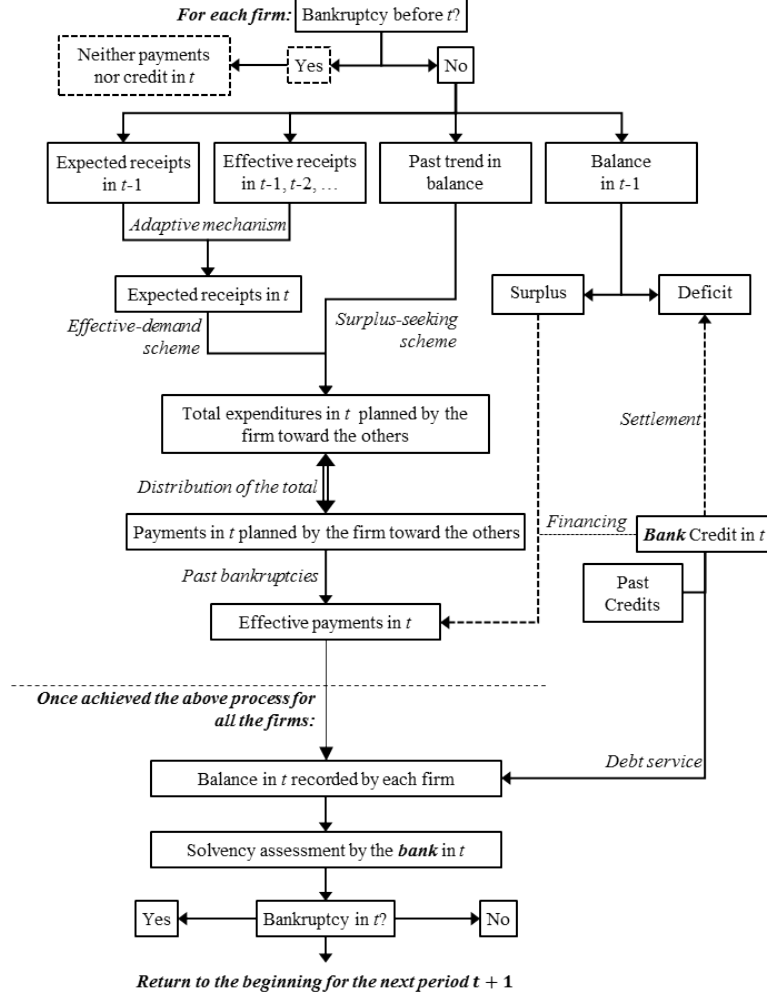 For each firm:
Bankruptcy before t?
Neither payments
nor credit in t
Yes
No
Expected receipts
in t-1
Effective receipts
in t-1, t-2, …
Past trend in
balance
Balance
in t-1
Adaptive mechanism
Expected receipts in t
Surplus
Deficit
Effective-demand
scheme
Surplus-seeking
scheme
Total expenditures in t planned by the
firm toward the others
Settlement
Distribution of the total
Payments in t planned by the firm toward the others
Financing
Bank Credit in t
Past bankruptcies
Past
Credits
Effective payments in t
Once achieved the above process for
all the firms:
Debt service
Balance in t recorded by each firm
Solvency assessment by the bank in t
Yes
Bankruptcy in t?
No
Return to the beginning for the next period t + 1